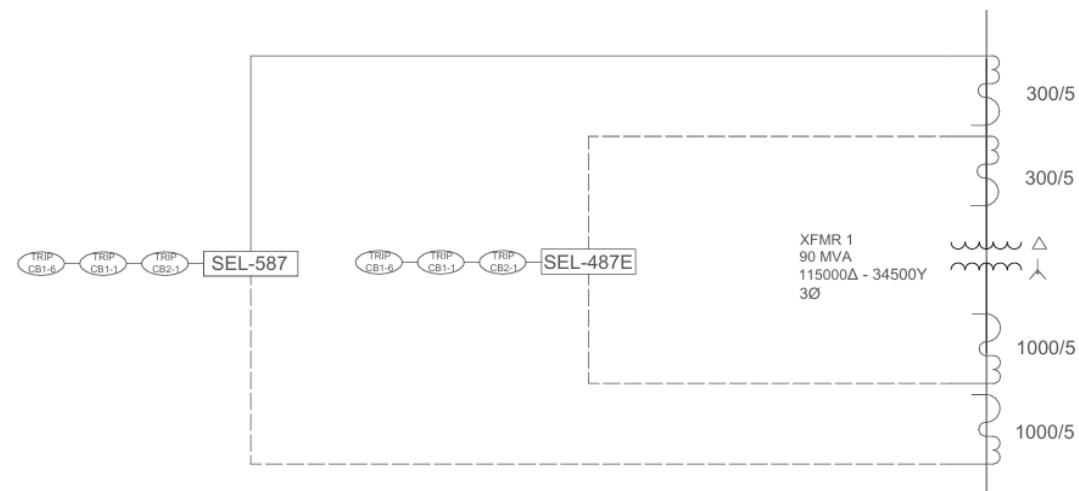 300/5
300/5
TRIP
CB1-6
TRIP
CB1-1
TRIP
CB2-1
SEL-587
TRIP
CB1-6
TRIP
CB1-1
TRIP
CB2-1
SEL-487E
XFMR 1
90 MVA
115000Δ - 34500Y
3Ø
1000/5
1000/5